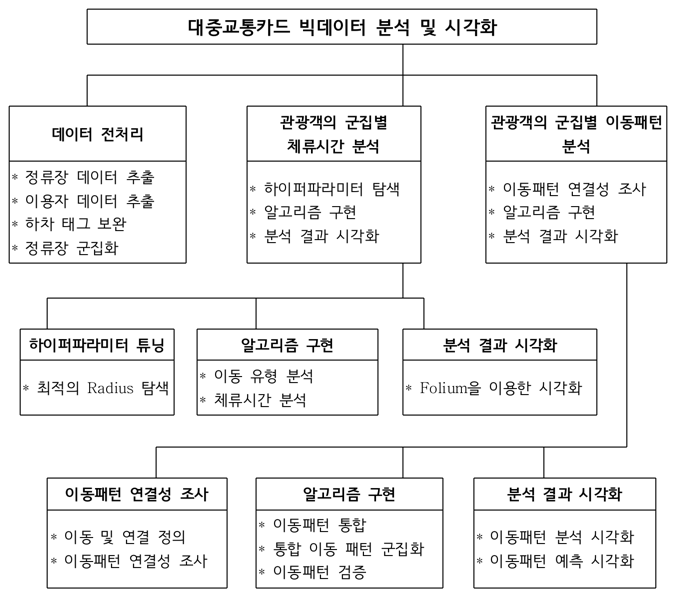 대중교통카드 빅데이터 분석 및 시각화
데이터 전처리
* 정류장 데이터 추출
* 이용자 데이터 추출
* 하차 태그 보완
* 정류장 군집화
관광객의 군집별
체류시간 분석
* 하이퍼파라미터 탐색
* 알고리즘 구현
* 분석 결과 시각화
관광객의 군집별 이동패턴
분석
* 이동패턴 연결성 조사
* 알고리즘 구현
* 분석 결과 시각화
하이퍼파라미터 튜닝
* 최적의 Radius 탐색
알고리즘 구현
* 이동 유형 분석
* 체류시간 분석
분석 결과 시각화
* Folium을 이용한 시각화
이동패턴 연결성 조사
* 이동 및 연결 정의
* 이동패턴 연결성 조사
알고리즘 구현
* 이동패턴 통합
* 통합 이동 패턴 군집화
* 이동패턴 검증
분석 결과 시각화
* 이동패턴 분석 시각화
* 이동패턴 예측 시각화